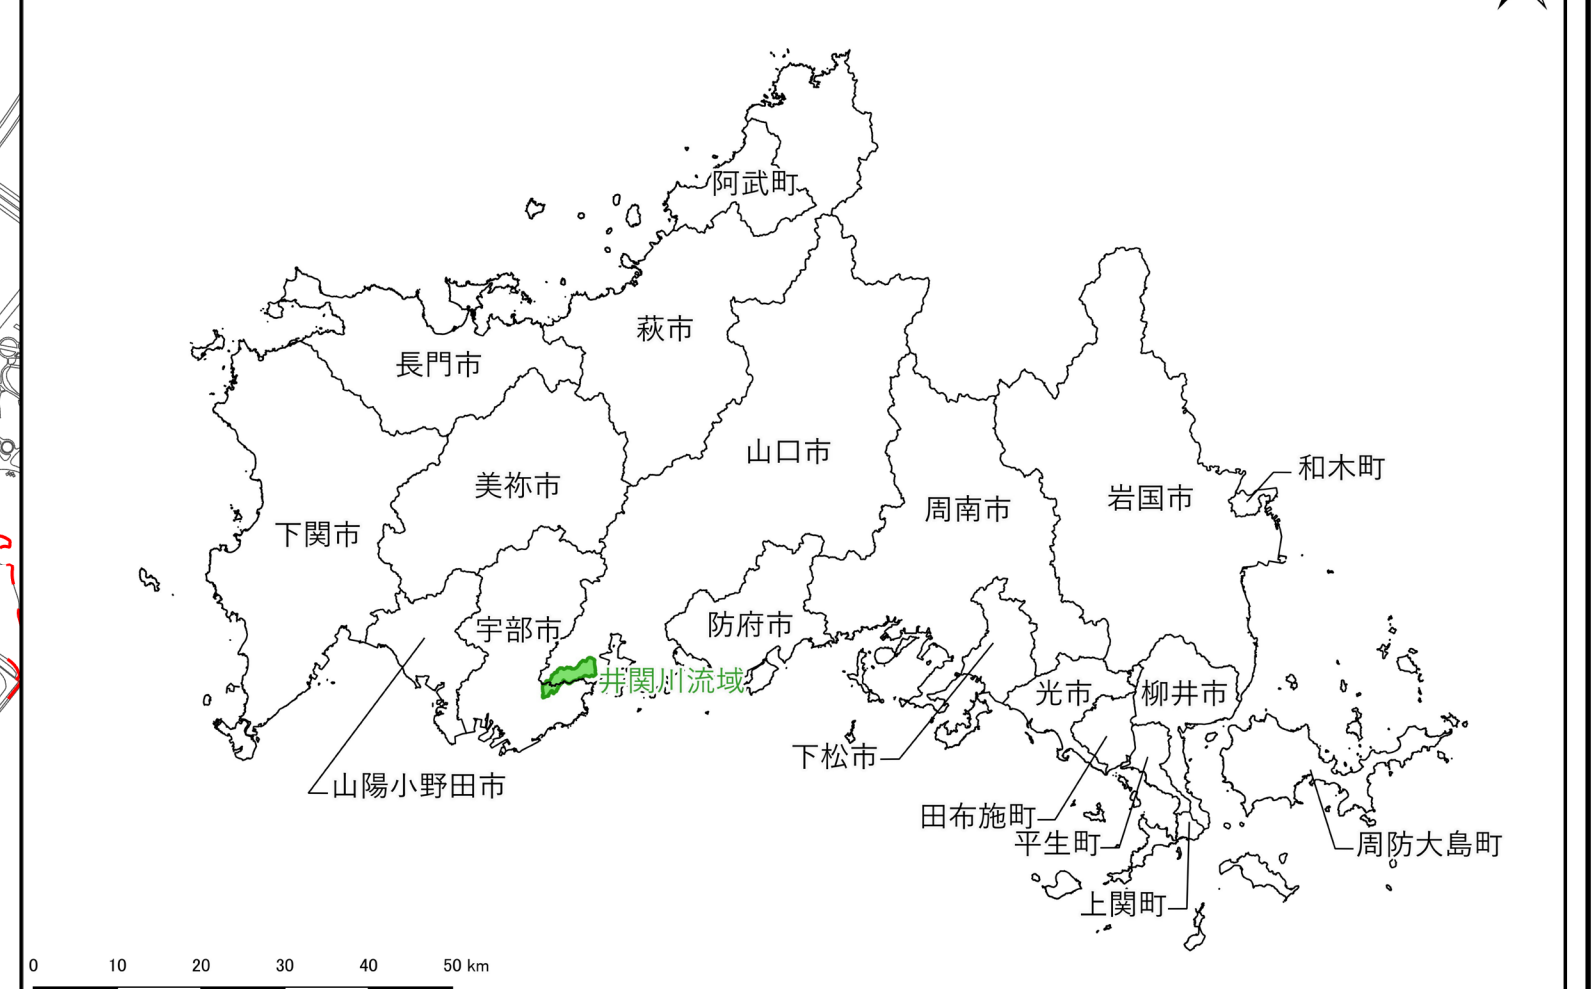 阿武町
萩市
長門市
山口市
和木町
美祢市
岩国市
周南市
下関市
防府市
宇部市
井関川流域
光市
柳井市
下松市
山陽小野田市
田布施町
平生町
周防大島町
上関町
0 10 20 30 40 50 km